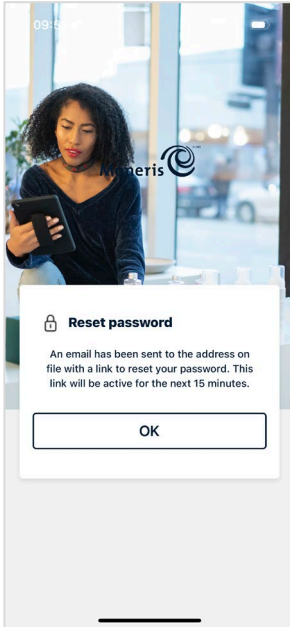 Numeris
Reset password
An email has been sent to the address on
file with a link to reset your password. This
link will be active for the next 15 minutes.
OK